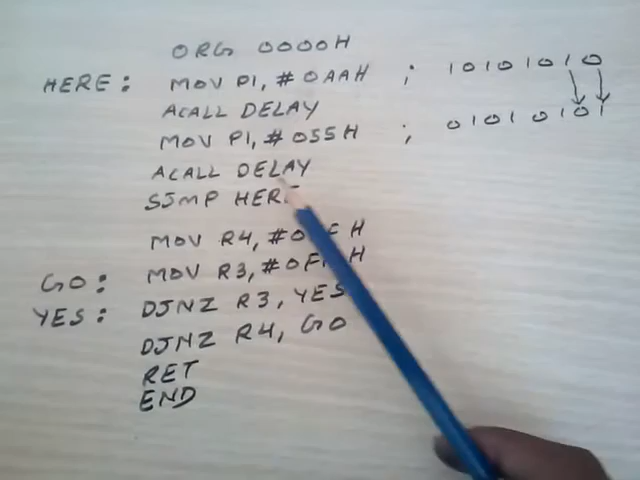 ORG 0000H
HERE: MOV P1, #0AAH ; 10101010
ACALL DELAY
MOV P1, #055H ; 01010101
ACALL DELAY
SJMP HERE
MOV R4, H
GO: MOV R3, H
YES: DJNZ R3, YES
DJNZ R4, GO
RET
END